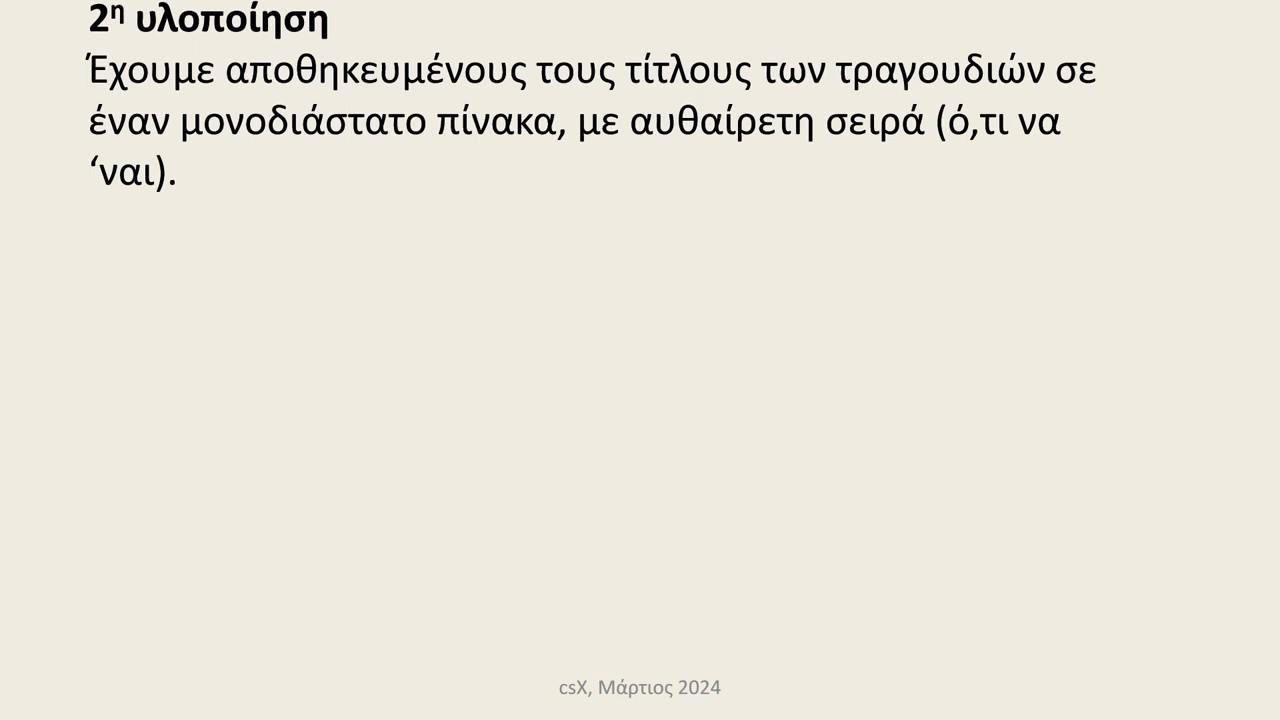 2η υλοποίηση
Έχουμε αποθηκευμένους τους τίτλους των τραγουδιών σε
έναν μονοδιάστατο πίνακα, με αυθαίρετη σειρά (ό,τι να
‘ναι).
csX, Μάρτιος 2024